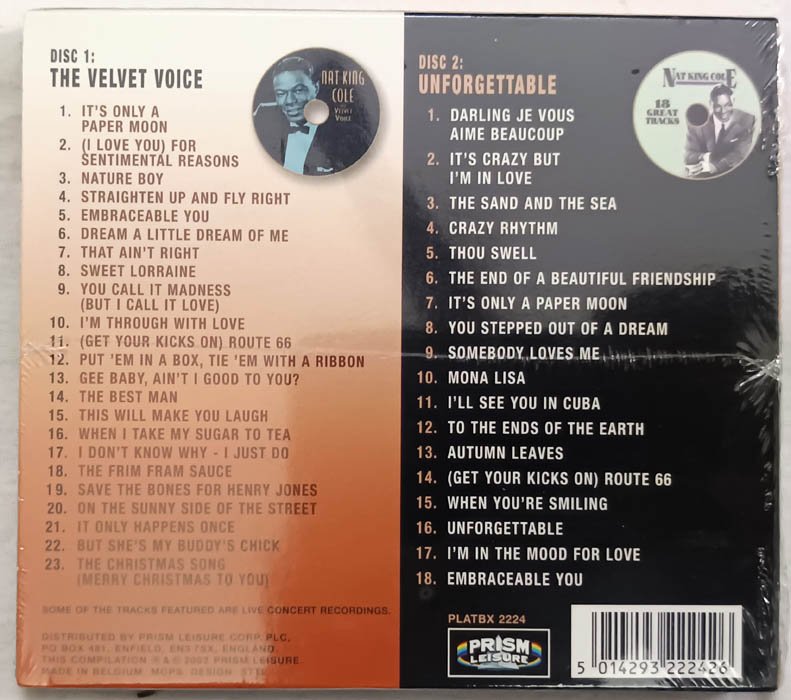 DISC 1:
THE VELVET VOICE
NAT KING
COLE
THE
VELVET
VOICE
1. IT'S ONLY A
PAPER MOON
2. (I LOVE YOU) FOR
SENTIMENTAL REASONS
3. NATURE BOY
4. STRAIGHTEN UP AND FLY RIGHT
5. EMBRACEABLE YOU
6. DREAM A LITTLE DREAM OF ME
7. THAT AIN'T RIGHT
8. SWEET LORRAINE
9. YOU CALL IT MADNESS
(BUT I CALL IT LOVE)
10. I'M THROUGH WITH LOVE
11. (GET YOUR KICKS ON) ROUTE 66
12. PUT 'EM IN A BOX, TIE 'EM WITH A RIBBON
13. GEE BABY, AIN'T I GOOD TO YOU?
14. THE BEST MAN
15. THIS WILL MAKE YOU LAUGH
16. WHEN I TAKE MY SUGAR TO TEA
17. I DON'T KNOW WHY - I JUST DO
18. THE FRIM FRAM SAUCE
19. SAVE THE BONES FOR HENRY JONES
20. ON THE SUNNY SIDE OF THE STREET
21. IT ONLY HAPPENS ONCE
22. BUT SHE'S MY BUDDY'S CHICK
23. THE CHRISTMAS SONG
(MERRY CHRISTMAS TO YOU)
SOME OF THE TRACKS FEATURED ARE LIVE CONCERT RECORDINGS.
DISTRIBUTED BY PRISM LEISURE CORP. PLC,
PO BOX 481, ENFIELD, EN3 7SX, ENGLAND.
THIS COMPILATION ℗ & © 2002 PRISM LEISURE
MADE IN BELGIUM. MCPS. DESIGN:
DISC 2:
UNFORGETTABLE
NAT KING COLE
18
GREAT
TRACKS
1. DARLING JE VOUS
AIME BEAUCOUP
2. IT'S CRAZY BUT
I'M IN LOVE
3. THE SAND AND THE SEA
4. CRAZY RHYTHM
5. THOU SWELL
6. THE END OF A BEAUTIFUL FRIENDSHIP
7. IT'S ONLY A PAPER MOON
8. YOU STEPPED OUT OF A DREAM
9. SOMEBODY LOVES ME
10. MONA LISA
11. I'LL SEE YOU IN CUBA
12. TO THE ENDS OF THE EARTH
13. AUTUMN LEAVES
14. (GET YOUR KICKS ON) ROUTE 66
15. WHEN YOU'RE SMILING
16. UNFORGETTABLE
17. I'M IN THE MOOD FOR LOVE
18. EMBRACEABLE YOU
PLATBX 2224
PRISM
LEISURE
5 014293 222426